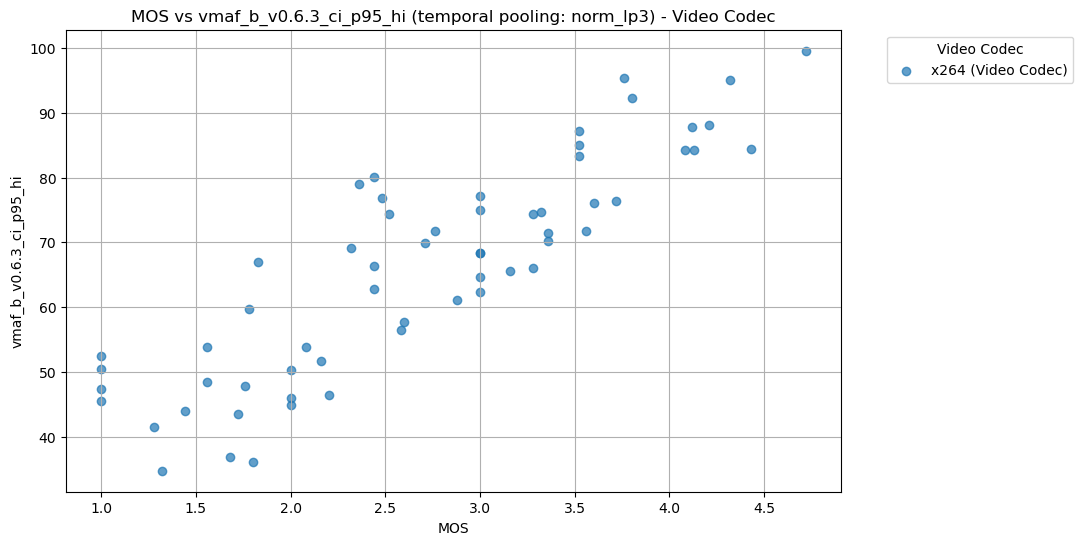 MOS vs vmaf_b_v0.6.3_ci_p95_hi (temporal pooling: norm_lp3) - Video Codec
Video Codec
x264 (Video Codec)
vmaf_b_v0.6.3_ci_p95_hi
100
90
80
70
60
50
40
1.0 1.5 2.0 2.5 3.0 3.5 4.0 4.5
MOS